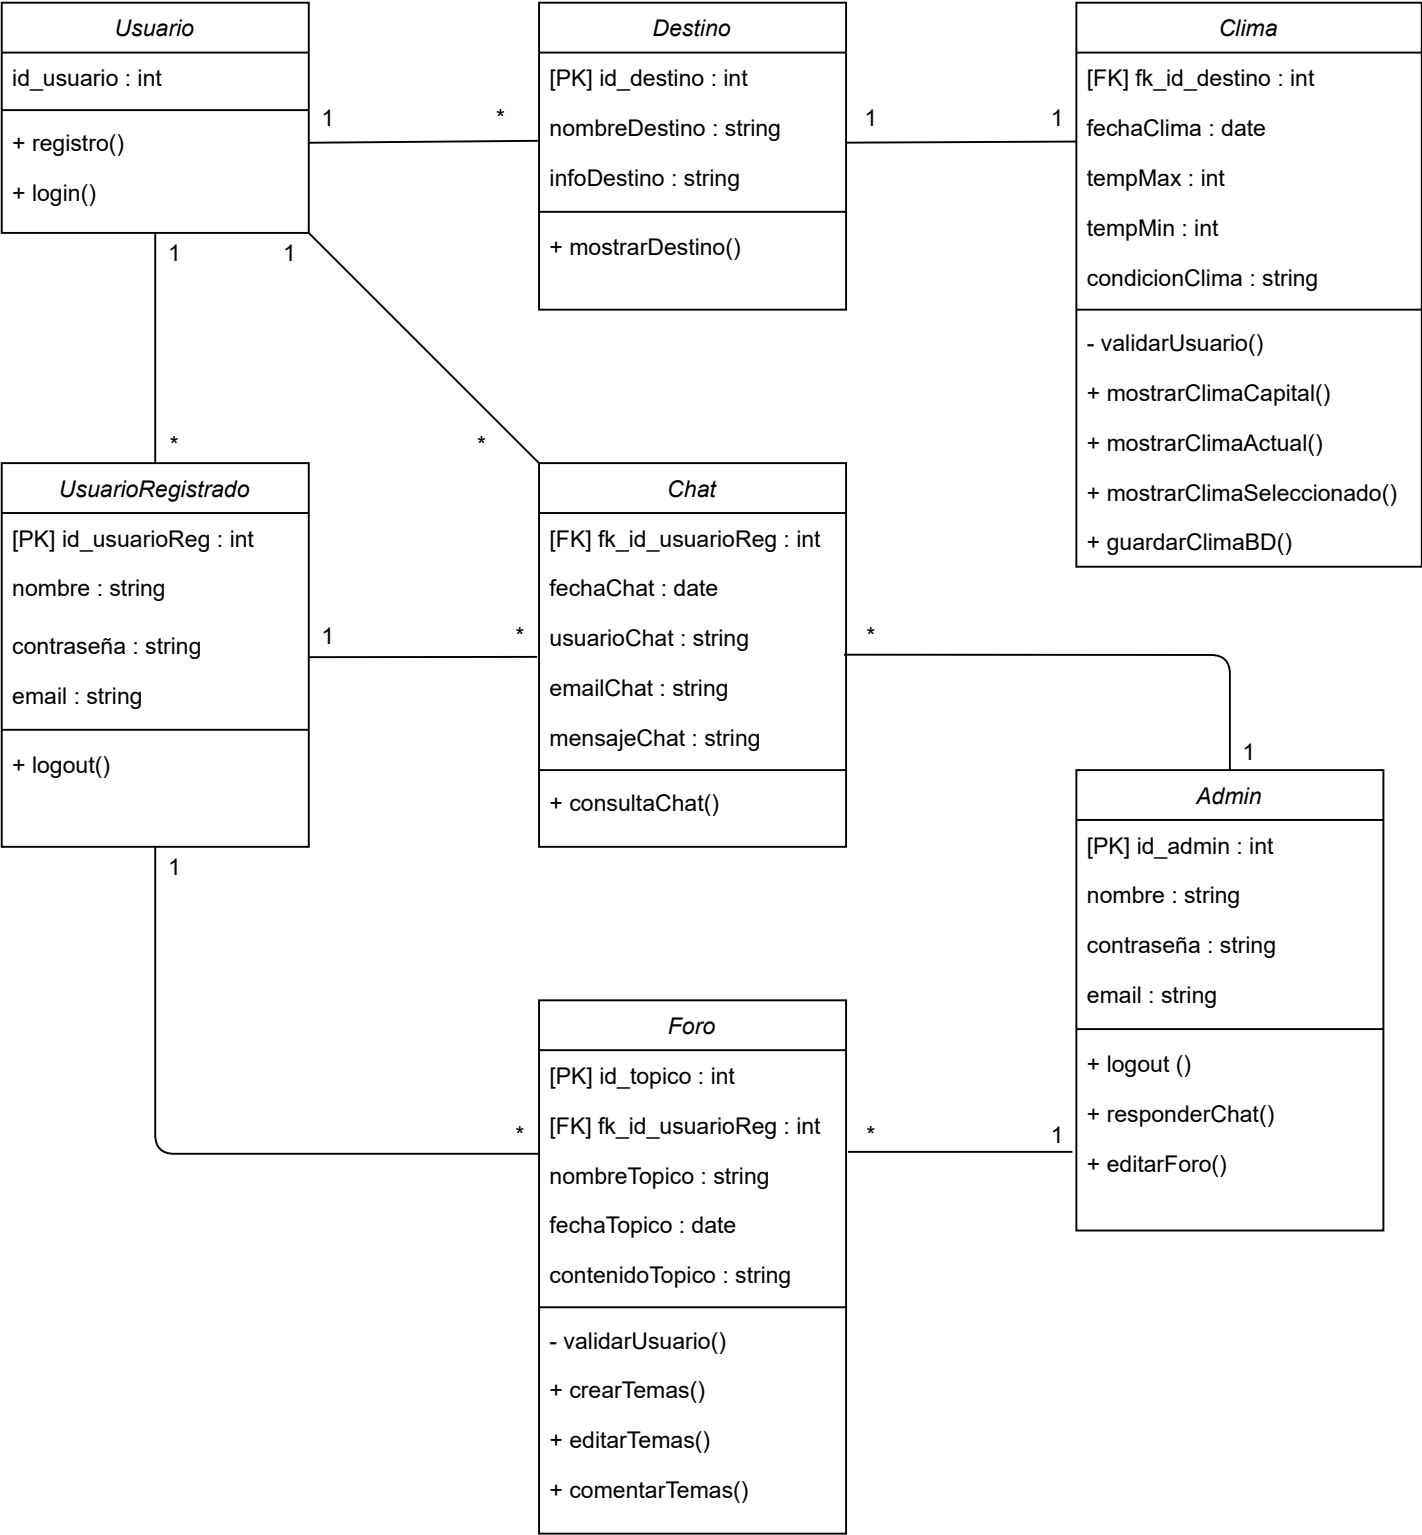 Usuario
id_usuario : int
+ registro()
+ login()
1
*
Destino
[PK] id_destino : int
nombreDestino : string
infoDestino : string
+ mostrarDestino()
1
1
Clima
[FK] fk_id_destino : int
fechaClima : date
tempMax : int
tempMin : int
condicionClima : string
- validarUsuario()
+ mostrarClimaCapital()
+ mostrarClimaActual()
+ mostrarClimaSeleccionado()
+ guardarClimaBD()
1
1
*
*
UsuarioRegistrado
[PK] id_usuarioReg : int
nombre : string
contraseña : string
email : string
+ logout()
1
*
Chat
[FK] fk_id_usuarioReg : int
fechaChat : date
usuarioChat : string
emailChat : string
mensajeChat : string
+ consultaChat()
*
1
Admin
[PK] id_admin : int
nombre : string
contraseña : string
email : string
+ logout ()
+ responderChat()
+ editarForo()
1
*
Foro
[PK] id_topico : int
[FK] fk_id_usuarioReg : int
nombreTopico : string
fechaTopico : date
contenidoTopico : string
- validarUsuario()
+ crearTemas()
+ editarTemas()
+ comentarTemas()
*
1